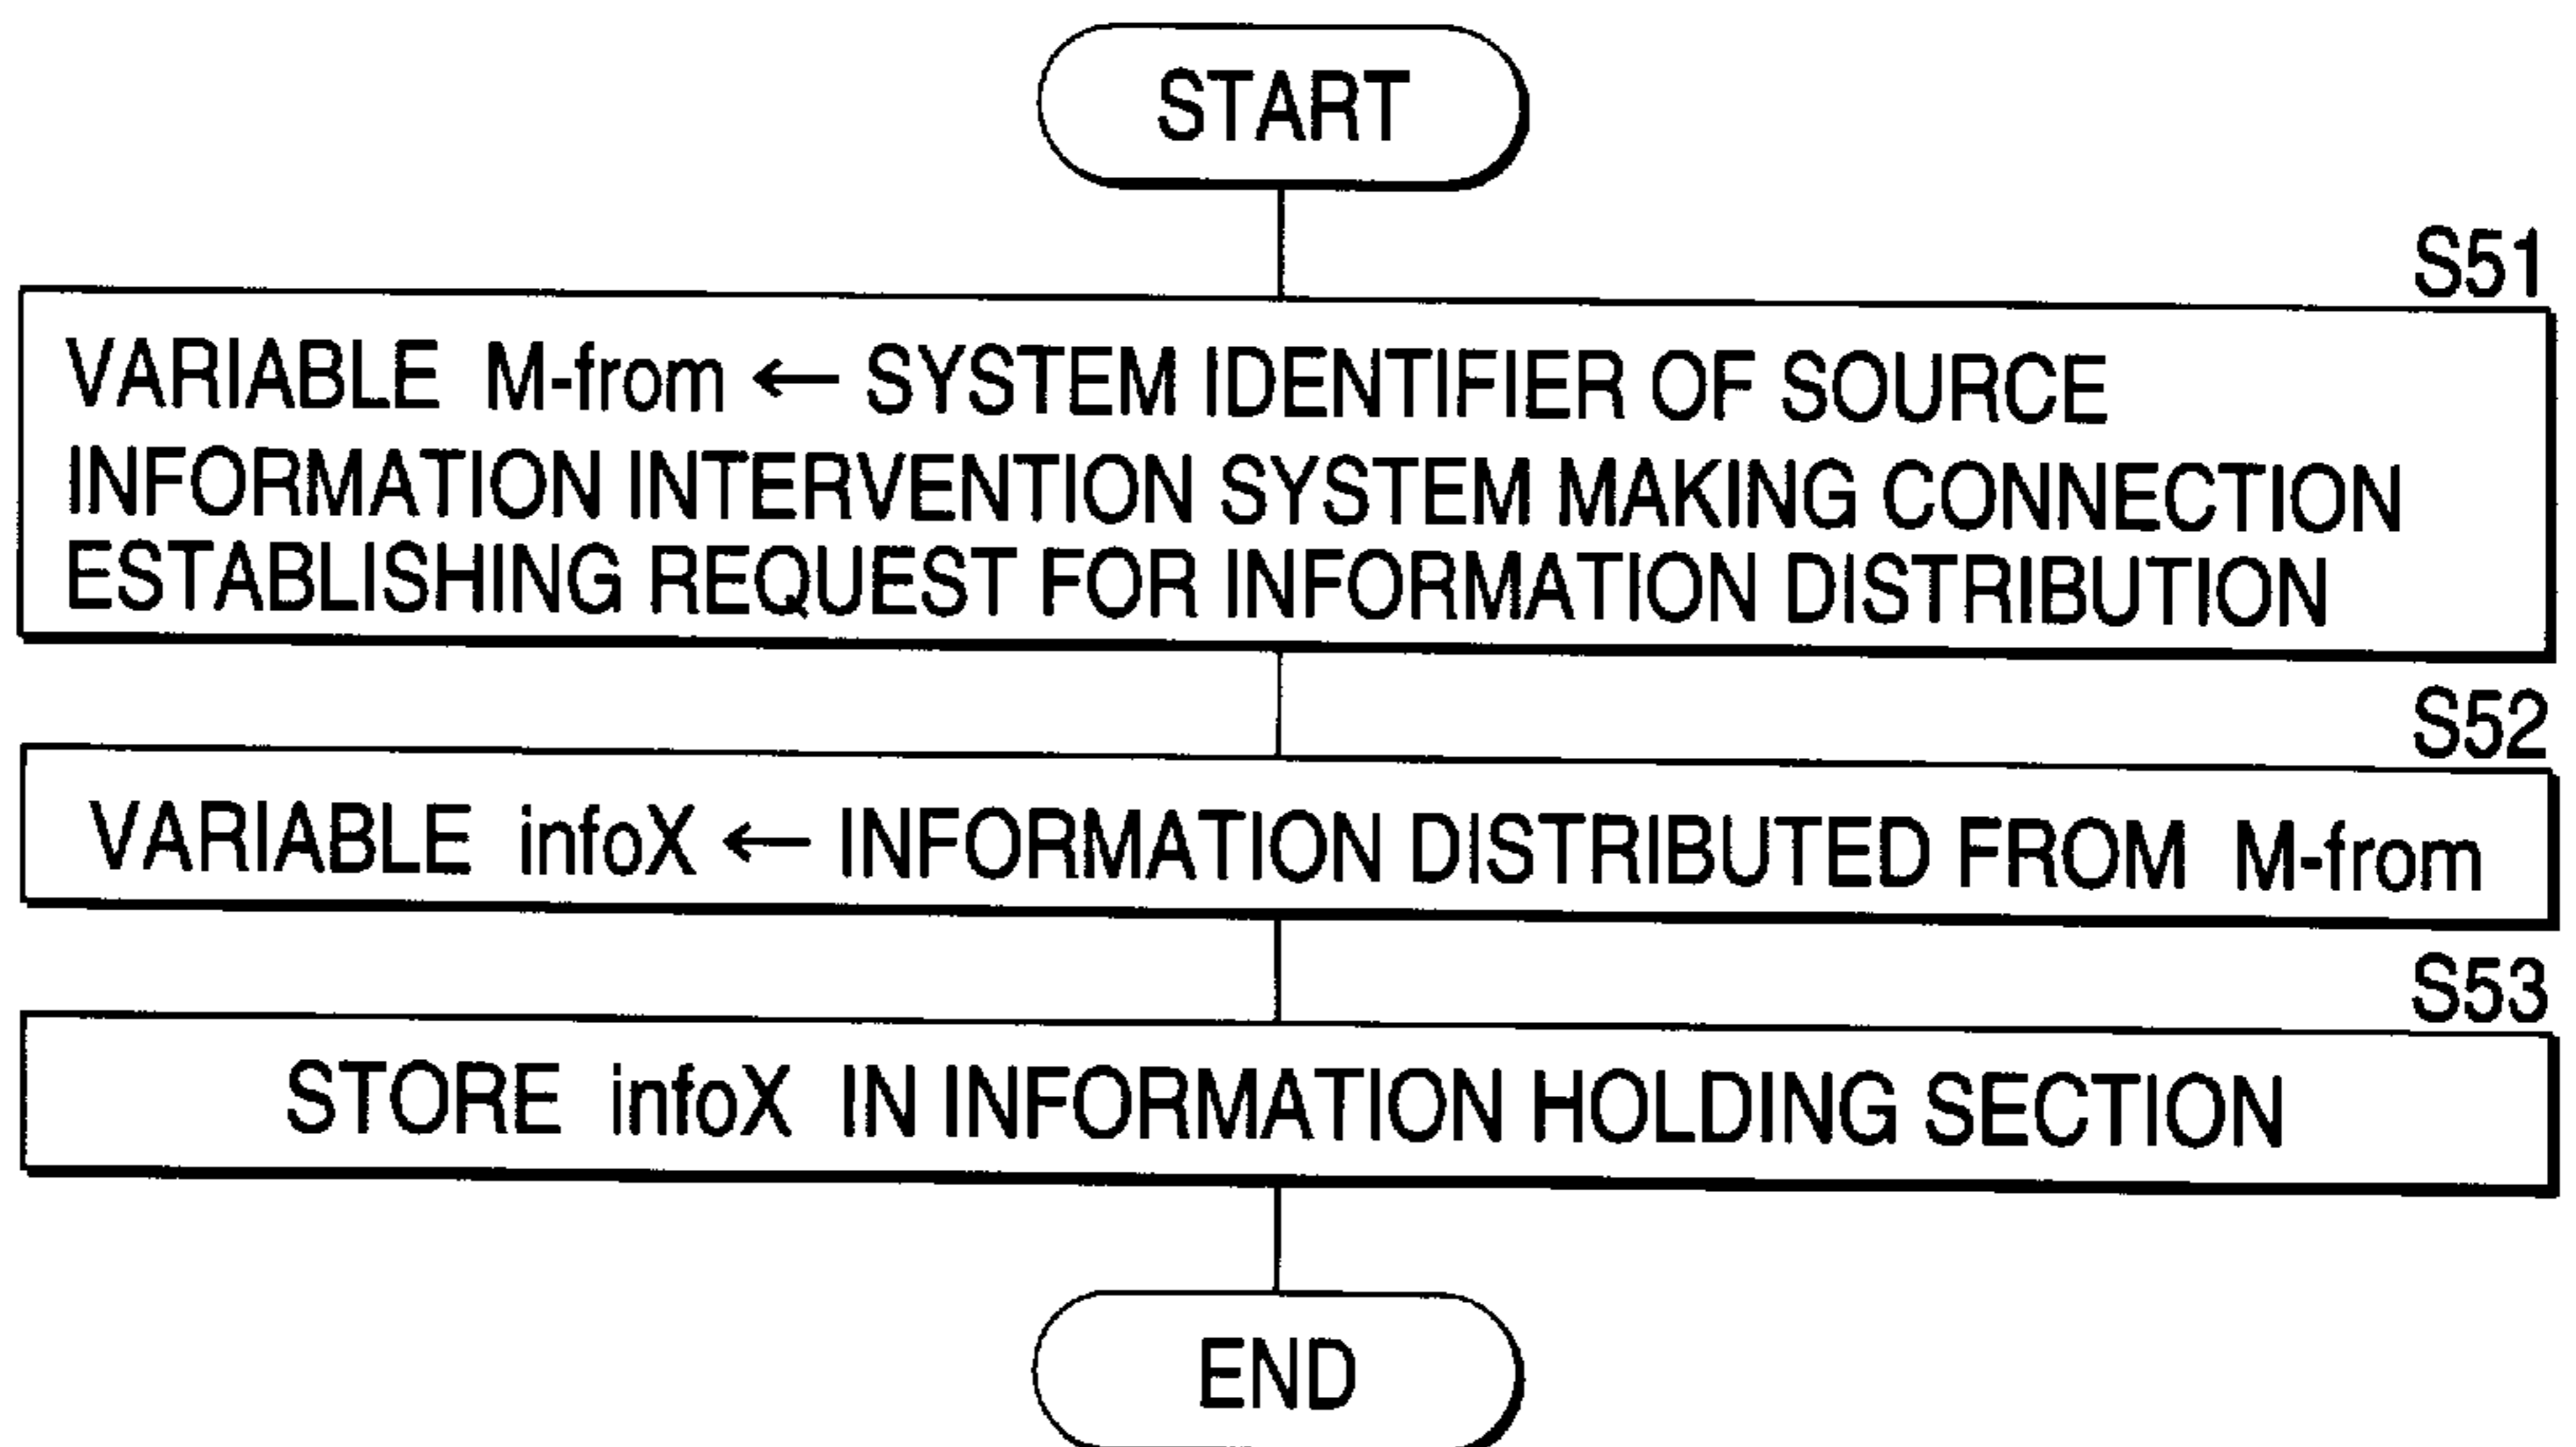 START
S51
VARIABLE M-from ← SYSTEM IDENTIFIER OF SOURCE
INFORMATION INTERVENTION SYSTEM MAKING CONNECTION
ESTABLISHING REQUEST FOR INFORMATION DISTRIBUTION
S52
VARIABLE infoX ← INFORMATION DISTRIBUTED FROM M-from
S53
STORE infoX IN INFORMATION HOLDING SECTION
END